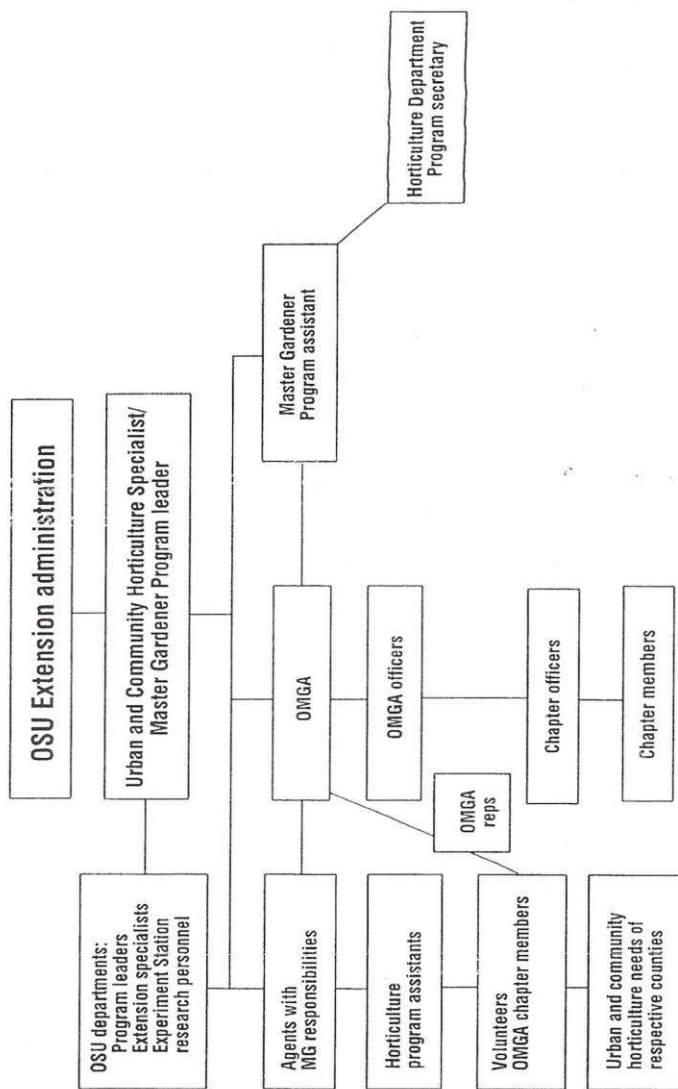 OSU Extension administration
Urban and Community Horticulture Specialist/
Master Gardener Program leader
OSU departments:
Program leaders
Extension specialists
Experiment Station
research personnel
Agents with
MG responsibilities
OMGA
Master Gardener
Program assistant
Horticulture Department
Program secretary
Horticulture
program assistants
OMGA officers
OMGA
reps
Volunteers
OMGA chapter members
Chapter officers
Urban and community
horticulture needs of
respective counties
Chapter members